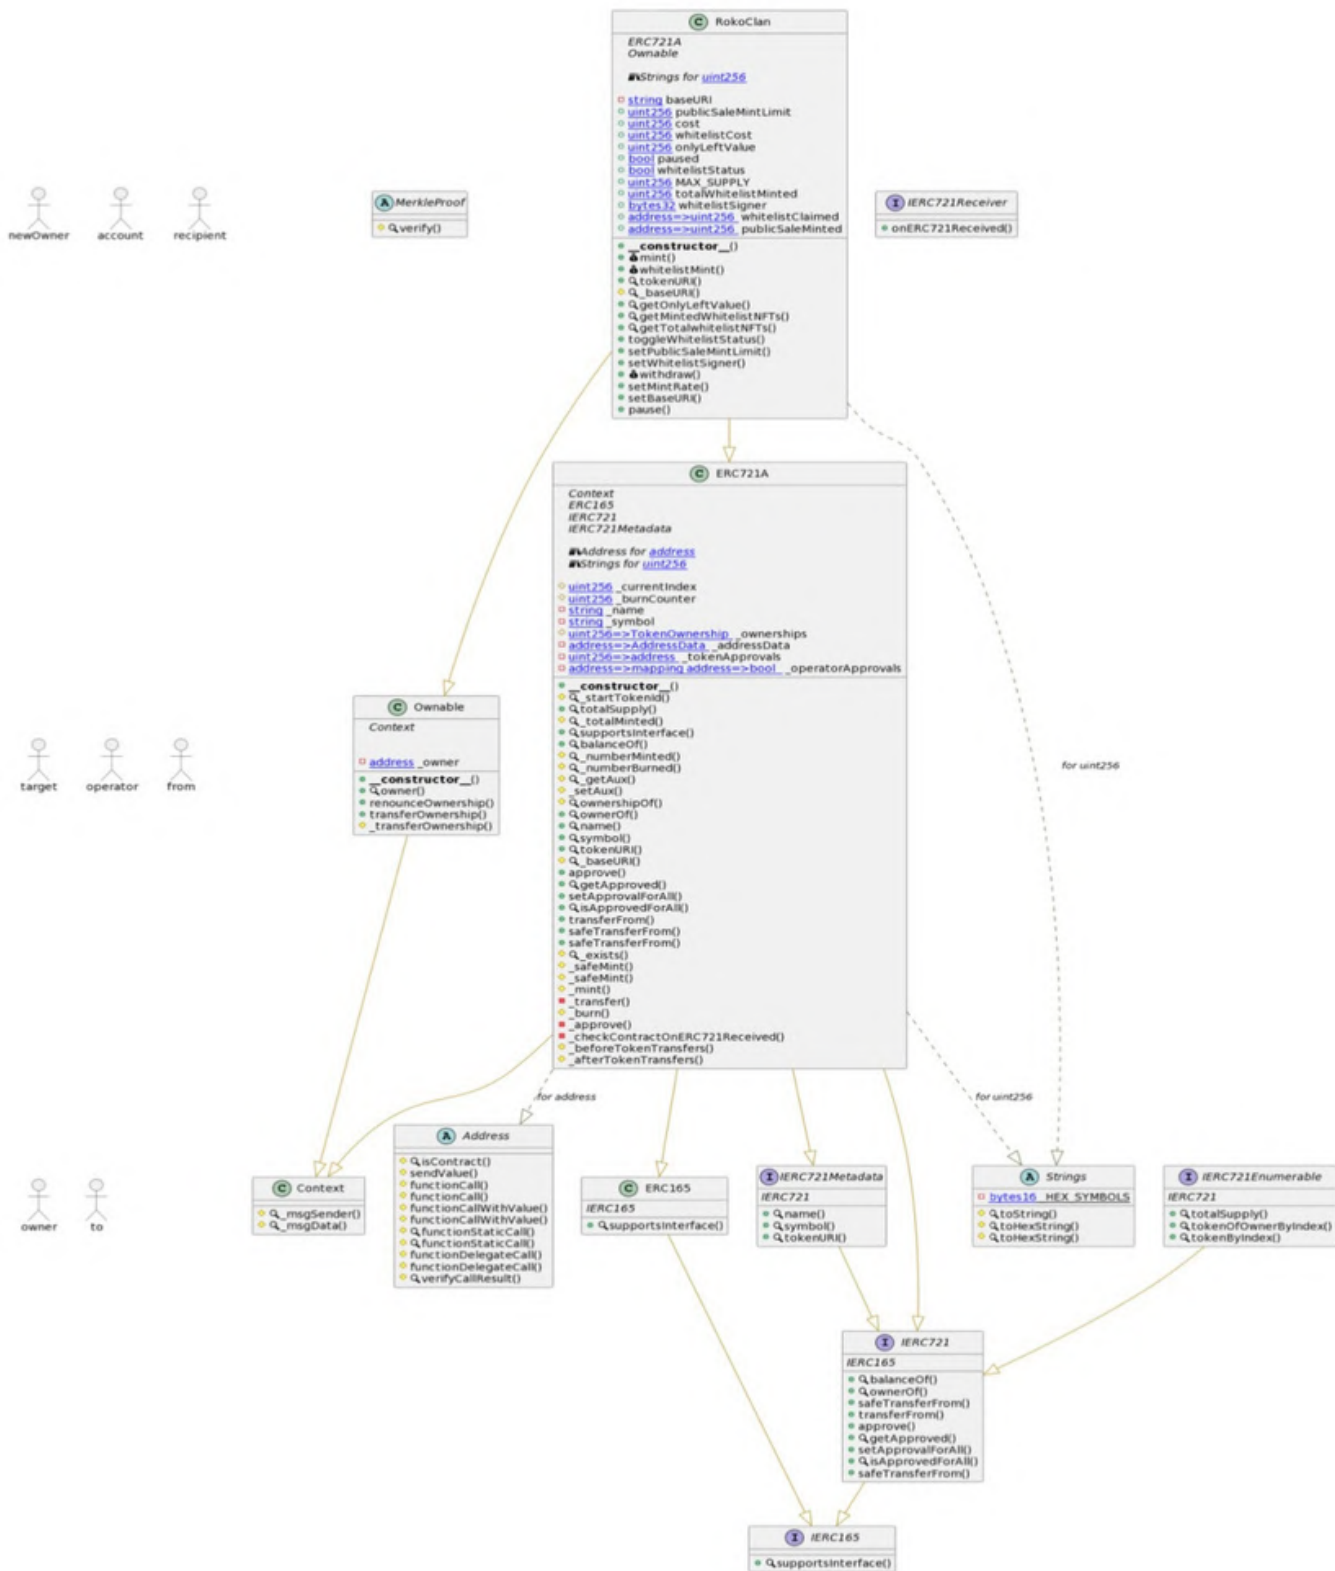 C RokoClan
ERC721A
Ownable
Strings for uint256
string baseURI
uint256 publicSaleMintLimit
uint256 cost
uint256 whitelistCost
uint256 onlyLeftValue
bool paused
bool whitelistStatus
uint256 MAX_SUPPLY
uint256 totalWhitelistMinted
bytes32 whitelistSigner
address=>uint256 whitelistClaimed
address=>uint256 publicSaleMinted
__constructor__()
mint()
whitelistMint()
tokenURI()
_baseURI()
getOnlyLeftValue()
getMintedWhitelistNFTs()
getTotalwhitelistNFTs()
toggleWhitelistStatus()
setPublicSaleMintLimit()
setWhitelistSigner()
withdraw()
setMintRate()
setBaseURI()
pause()
newOwner account recipient
A MerkleProof
verify()
I IERC721Receiver
onERC721Received()
C ERC721A
Context
ERC165
IERC721
IERC721Metadata
Address for address
Strings for uint256
uint256 _currentIndex
uint256 _burnCounter
string _name
string _symbol
uint256=>TokenOwnership _ownerships
address=>AddressData _addressData
uint256=>address _tokenApprovals
address=>mapping address=>bool _operatorApprovals
__constructor__()
_startTokenId()
totalSupply()
_totalMinted()
supportsInterface()
balanceOf()
_numberMinted()
_numberBurned()
_getAux()
_setAux()
ownershipOf()
ownerOf()
name()
symbol()
tokenURI()
_baseURI()
approve()
getApproved()
setApprovalForAll()
isApprovedForAll()
transferFrom()
safeTransferFrom()
safeTransferFrom()
_exists()
_safeMint()
_safeMint()
_mint()
_transfer()
_burn()
_approve()
_checkContractOnERC721Received()
_beforeTokenTransfers()
_afterTokenTransfers()
C Ownable
Context
address _owner
__constructor__()
owner()
renounceOwnership()
transferOwnership()
_transferOwnership()
target operator from
for uint256
for address
for uint256
owner to
C Context
_msgSender()
_msgData()
A Address
isContract()
sendValue()
functionCall()
functionCall()
functionCallWithValue()
functionCallWithValue()
functionStaticCall()
functionStaticCall()
functionDelegateCall()
functionDelegateCall()
verifyCallResult()
C ERC165
IERC165
supportsInterface()
I IERC721Metadata
IERC721
name()
symbol()
tokenURI()
A Strings
bytes16 _HEX_SYMBOLS
toString()
toHexString()
toHexString()
I IERC721Enumerable
IERC721
totalSupply()
tokenOfOwnerByIndex()
tokenByIndex()
I IERC721
IERC165
balanceOf()
ownerOf()
safeTransferFrom()
transferFrom()
approve()
getApproved()
setApprovalForAll()
isApprovedForAll()
safeTransferFrom()
I IERC165
supportsInterface()